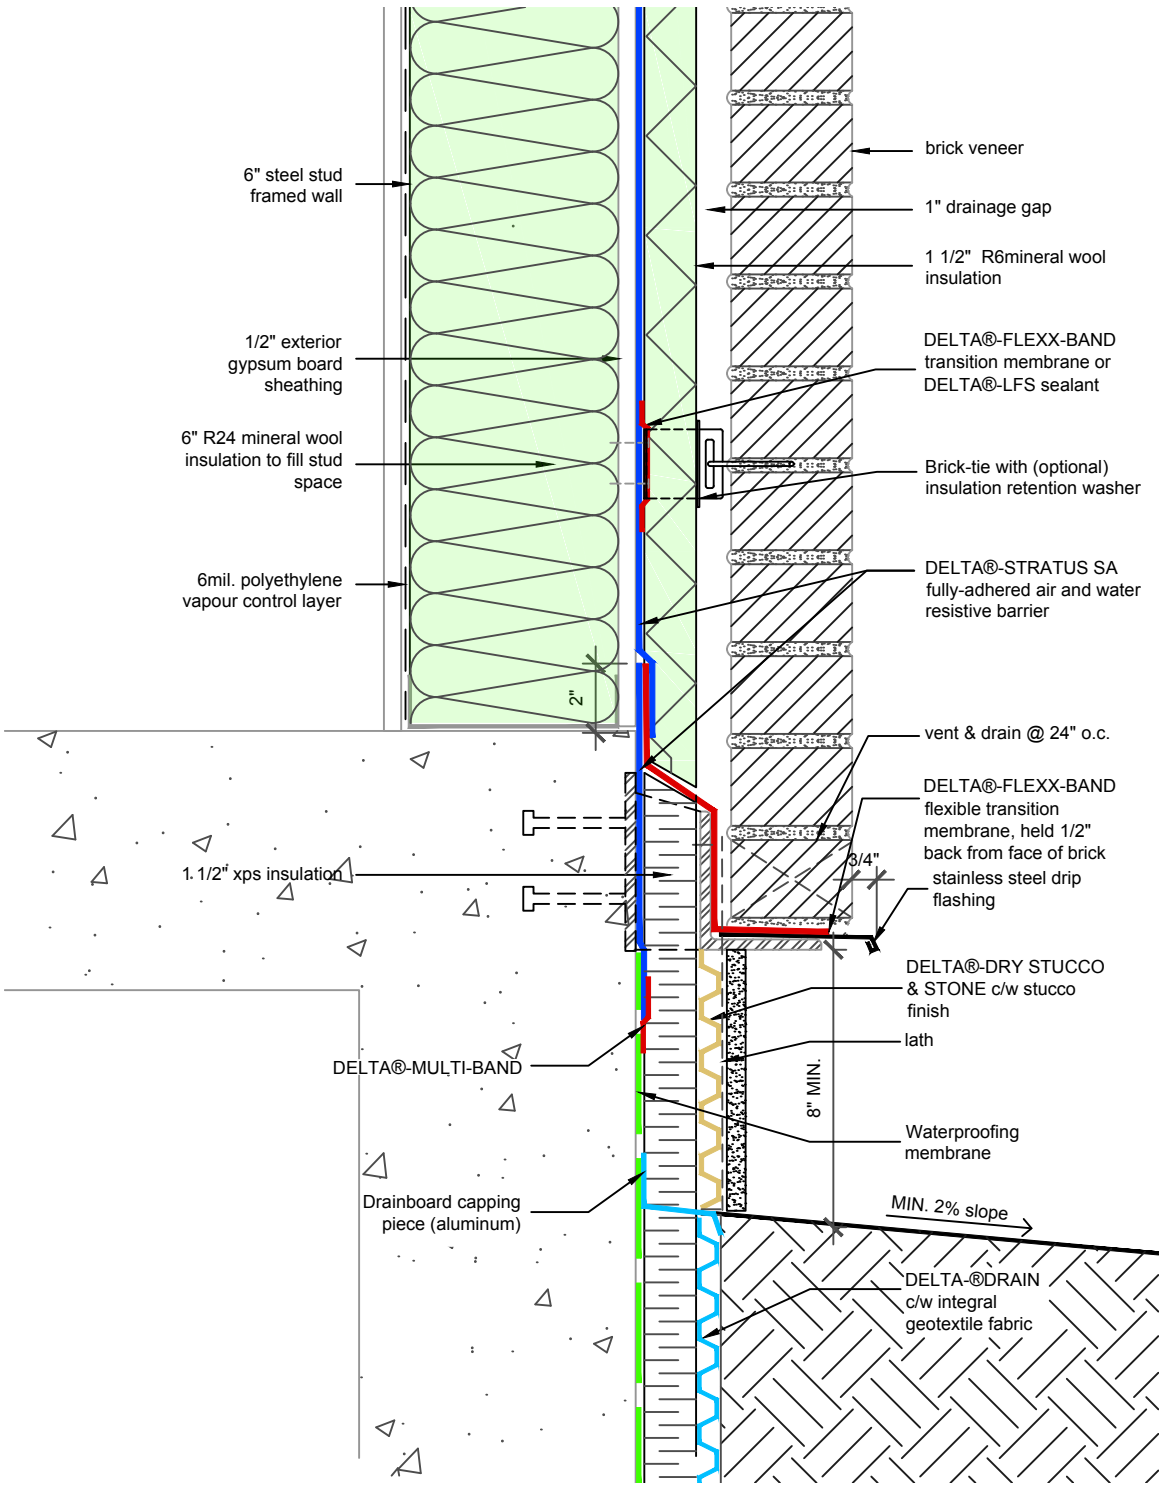 6" steel stud
framed wall
1/2" exterior
gypsum board
sheathing
6" R24 mineral wool
insulation to fill stud
space
6mil. polyethylene
vapour control layer
2"
1. 1/2" xps insulation
DELTA®-MULTI-BAND
Drainboard capping
piece (aluminum)
brick veneer
1" drainage gap
1 1/2" R6mineral wool
insulation
DELTA®-FLEXX-BAND
transition membrane or
DELTA®-LFS sealant
Brick-tie with (optional)
insulation retention washer
DELTA®-STRATUS SA
fully-adhered air and water
resistive barrier
vent & drain @ 24" o.c.
DELTA®-FLEXX-BAND
flexible transition
membrane, held 1/2"
back from face of brick
3/4"
stainless steel drip
flashing
DELTA®-DRY STUCCO
& STONE c/w stucco
finish
lath
8" MIN.
Waterproofing
membrane
MIN. 2% slope
DELTA-®DRAIN
c/w integral
geotextile fabric